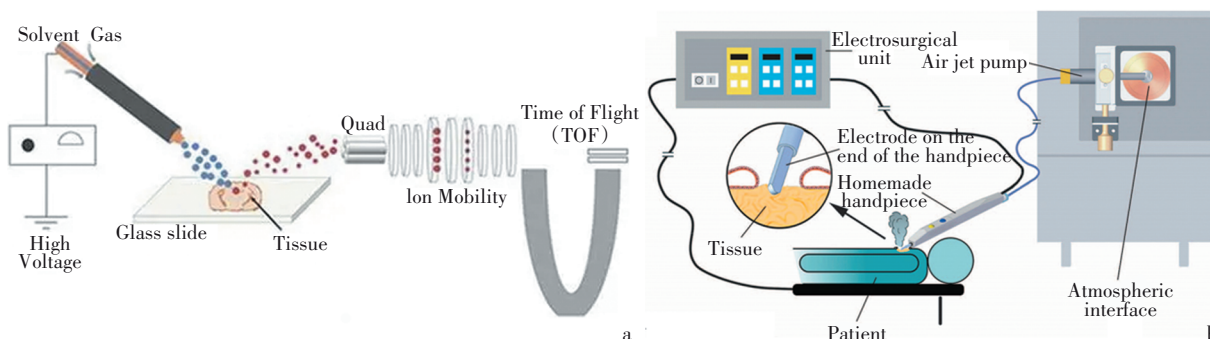 Solvent Gas
High
Voltage
Glass slide
Tissue
Quad
Ion Mobility
Time of Flight
(TOF)
a
Electrosurgical
unit
Air jet pump
Electrode on the
end of the handpiece
Homemade
handpiece
Tissue
Patient
Atmospheric
interface